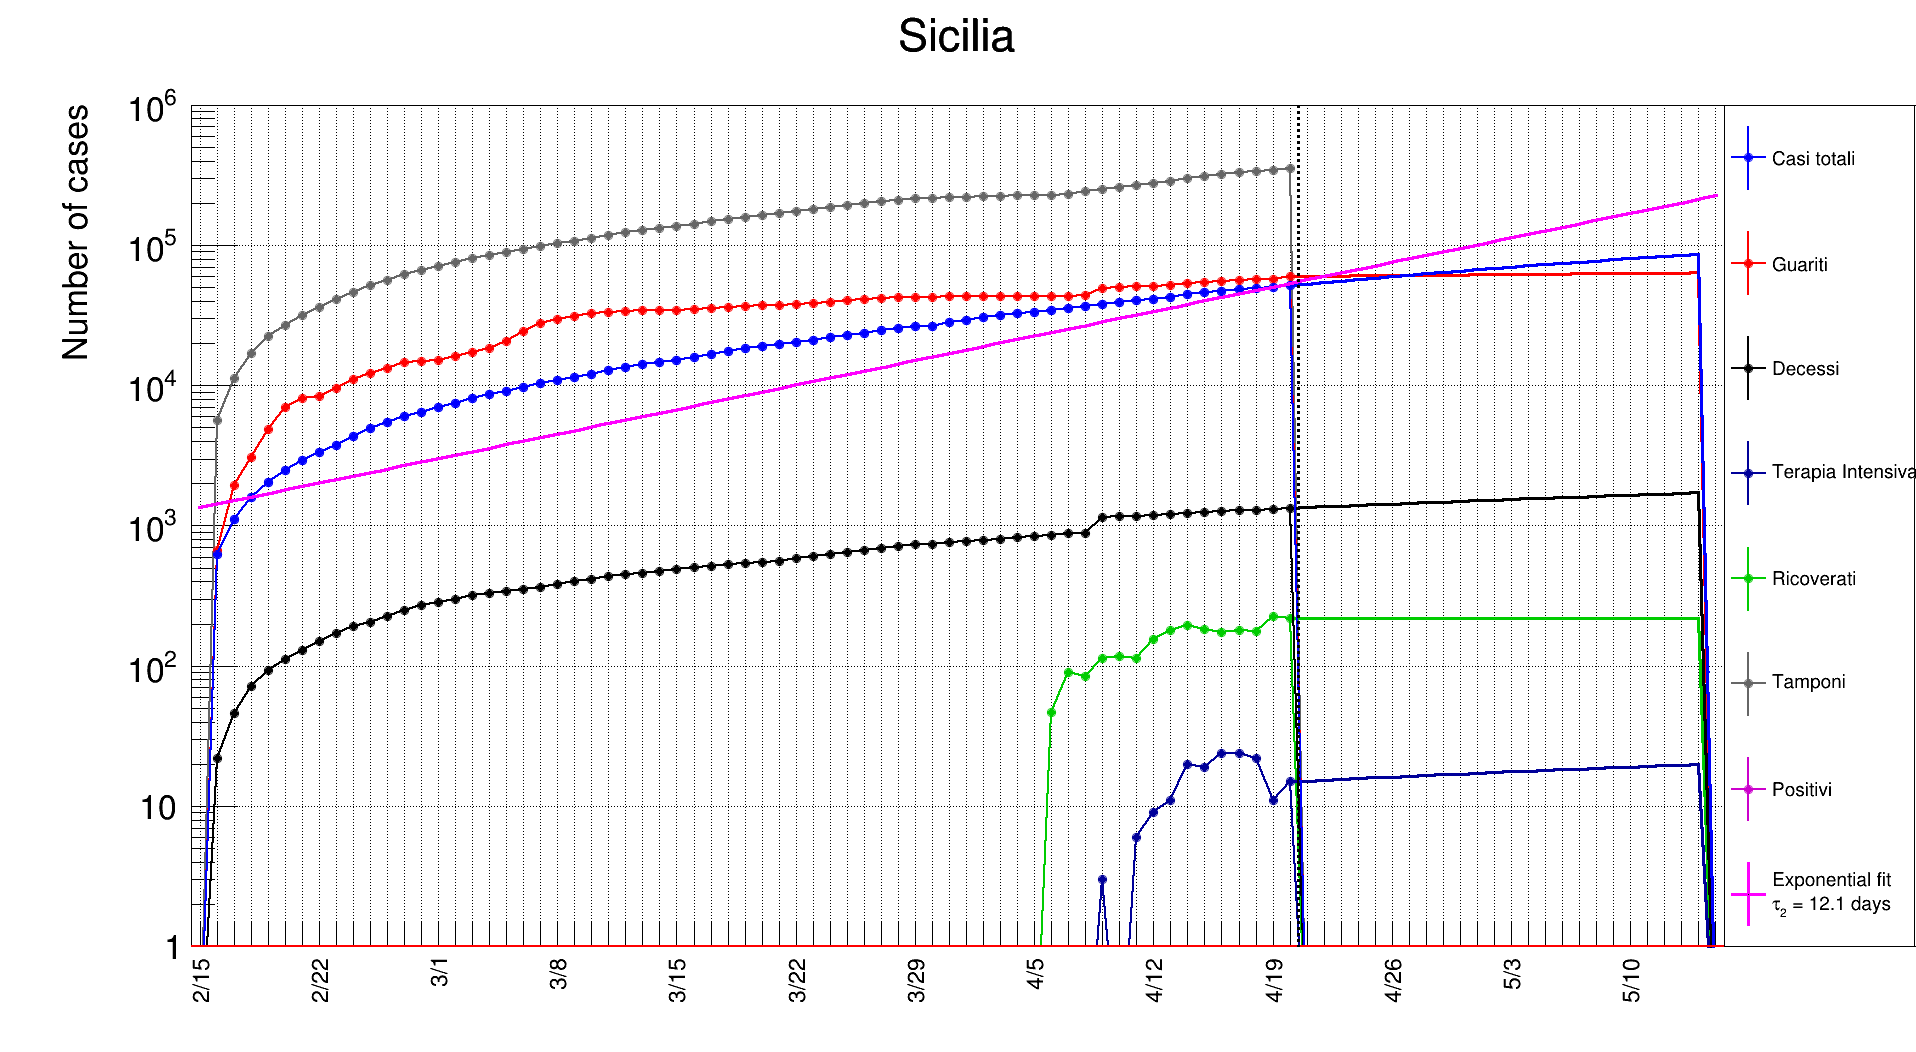 Sicilia
Number of cases
10^6
10^5
10^4
10^3
10^2
10
1
2/15 2/22 3/1 3/8 3/15 3/22 3/29 4/5 4/12 4/19 4/26 5/3 5/10
Casi totali
Guariti
Decessi
Terapia Intensiva
Ricoverati
Tamponi
Positivi
Exponential fit
τ₂ = 12.1 days